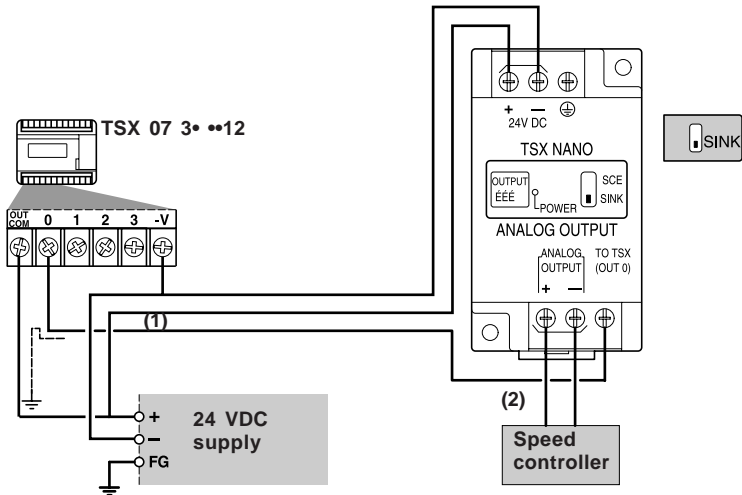 TSX 07 3• ••12
OUT COM 0 1 2 3 -V
(1)
+ 24 VDC
− supply
FG
+ — ⏚
24V DC
TSX NANO
OUTPUT
ÉÉÉ
POWER
SCE
SINK
ANALOG OUTPUT
ANALOG OUTPUT
+ —
TO TSX
(OUT 0)
(2)
Speed
controller
SINK